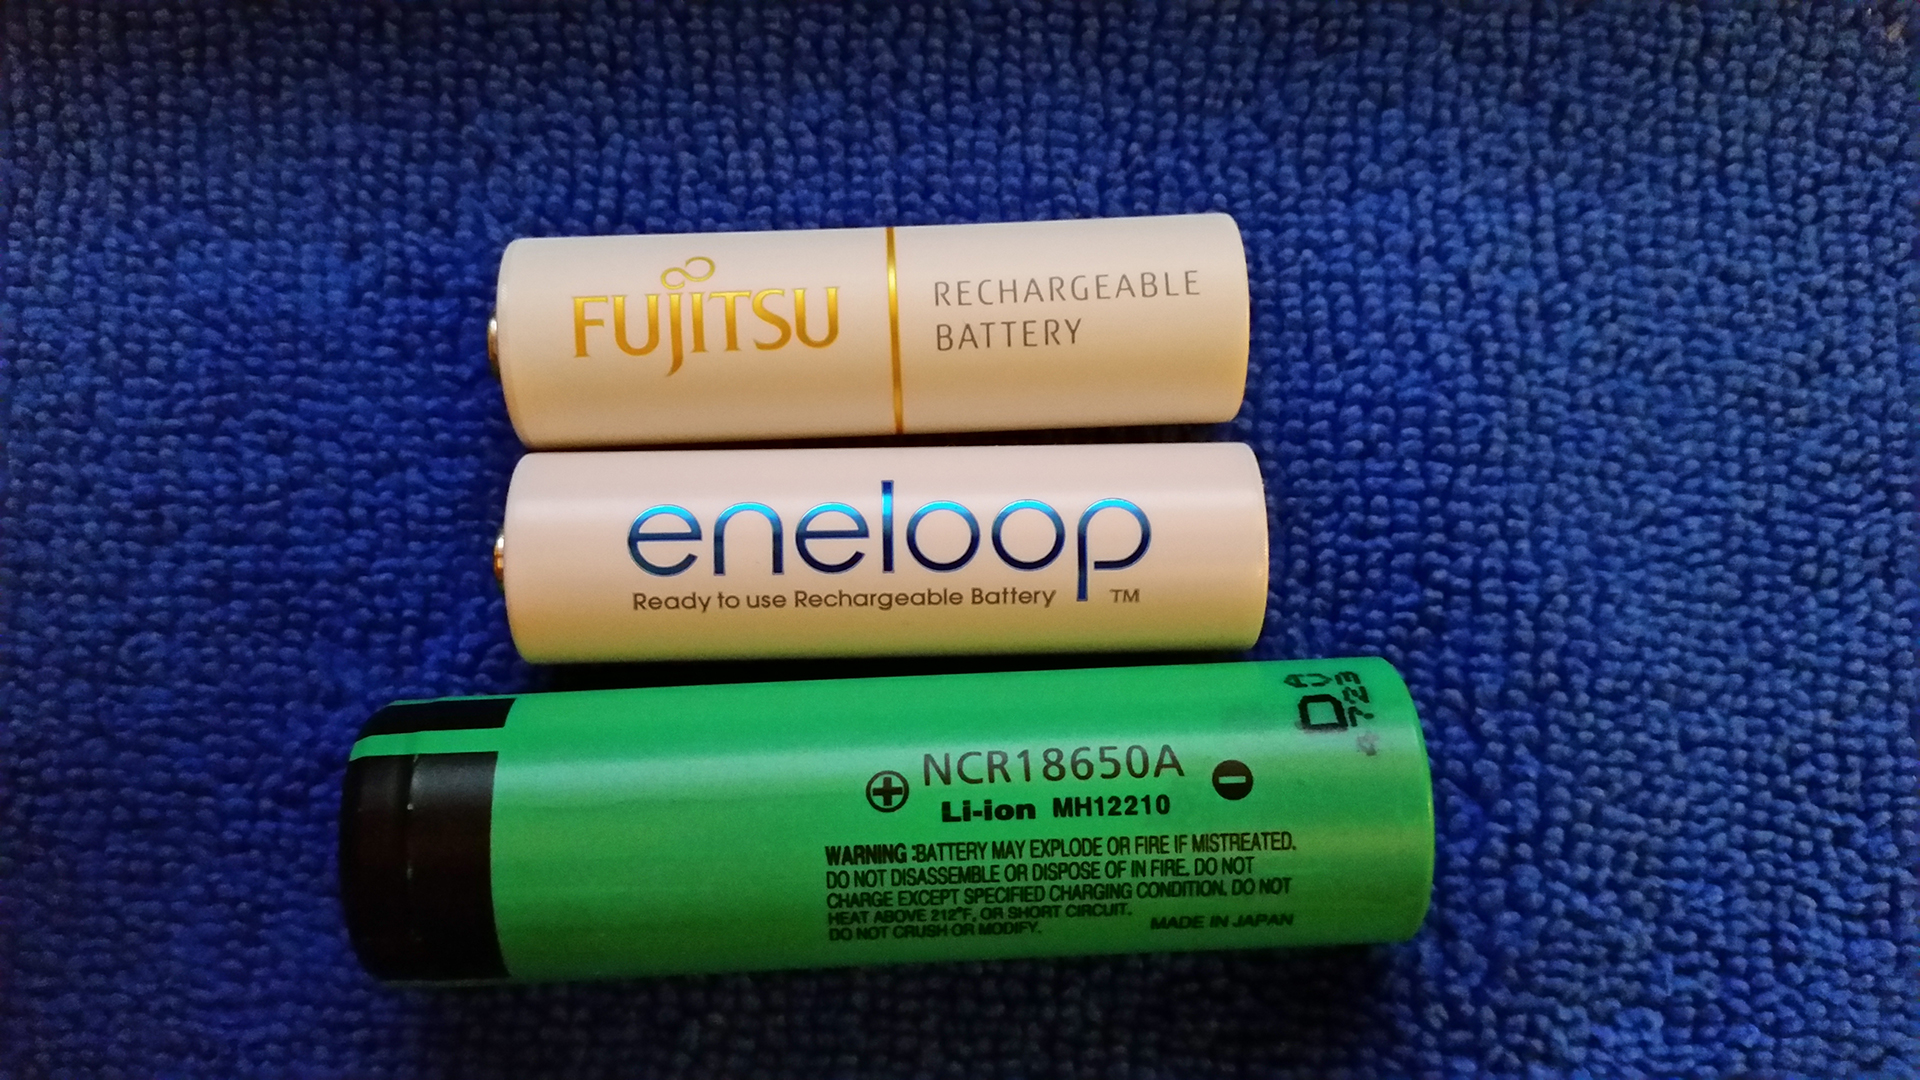 FUJITSU
RECHARGEABLE
BATTERY
eneloop
Ready to use Rechargeable Battery ™
NCR18650A
Li-ion MH12210
WARNING :BATTERY MAY EXPLODE OR FIRE IF MISTREATED.
DO NOT DISASSEMBLE OR DISPOSE OF IN FIRE. DO NOT
CHARGE EXCEPT SPECIFIED CHARGING CONDITION. DO NOT
HEAT ABOVE 212°F, OR SHORT CIRCUIT.
DO NOT CRUSH OR MODIFY. MADE IN JAPAN